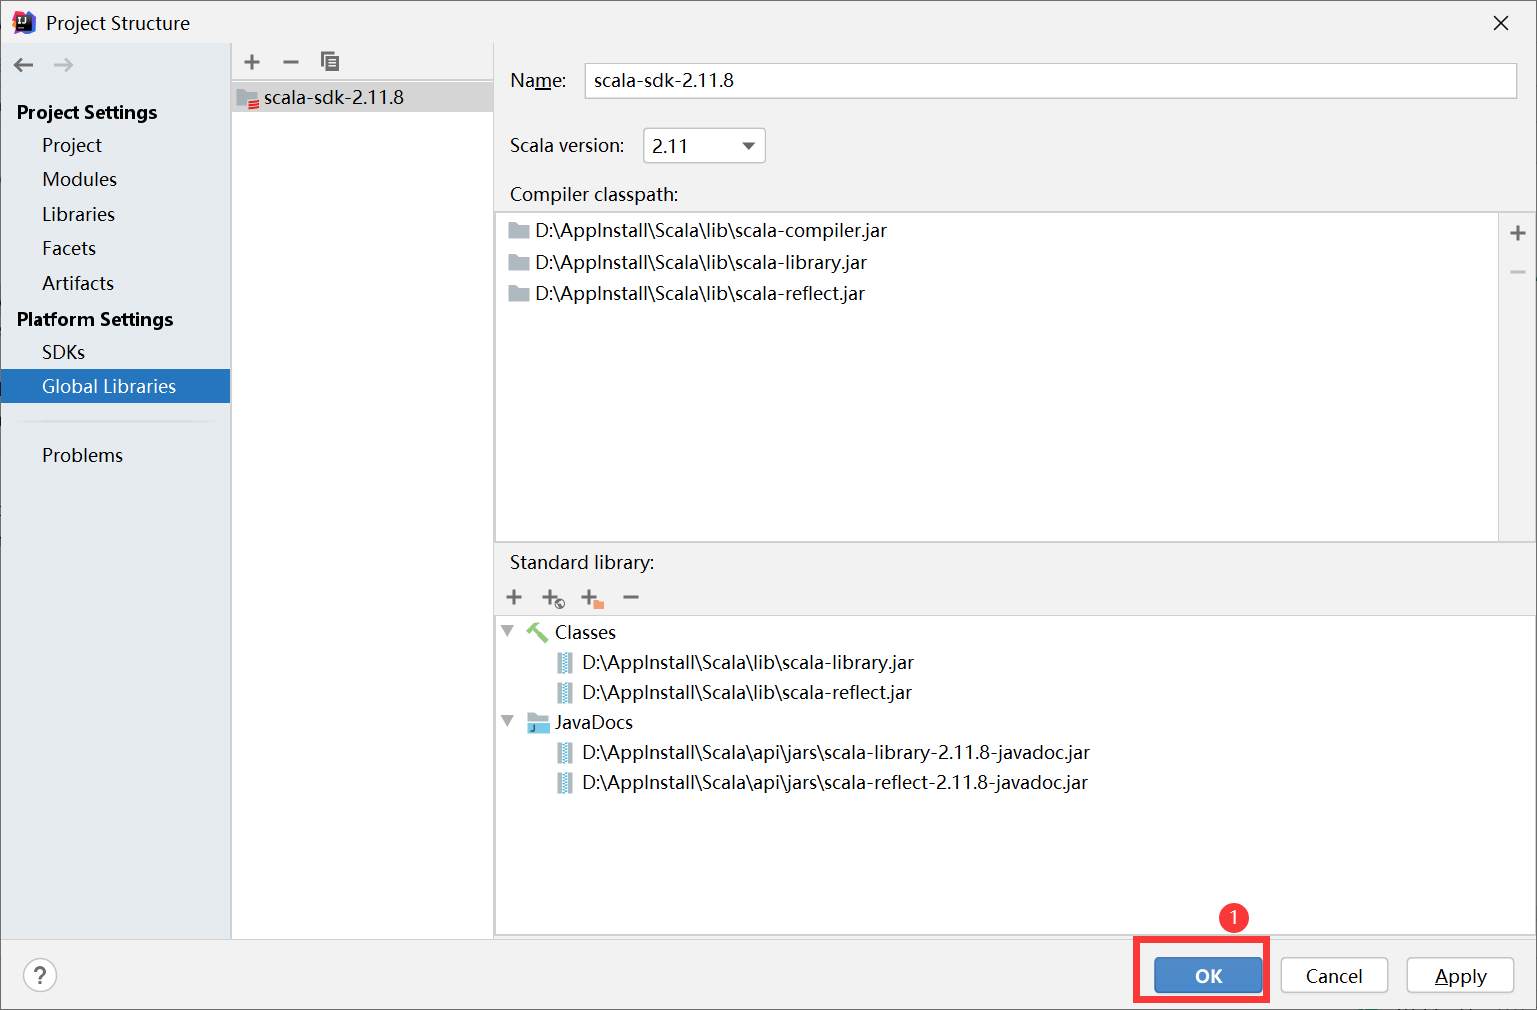 Project Structure
Project Settings
Project
Modules
Libraries
Facets
Artifacts
Platform Settings
SDKs
Global Libraries
Problems
scala-sdk-2.11.8
Name: scala-sdk-2.11.8
Scala version: 2.11
Compiler classpath:
D:\AppInstall\Scala\lib\scala-compiler.jar
D:\AppInstall\Scala\lib\scala-library.jar
D:\AppInstall\Scala\lib\scala-reflect.jar
Standard library:
Classes
D:\AppInstall\Scala\lib\scala-library.jar
D:\AppInstall\Scala\lib\scala-reflect.jar
JavaDocs
D:\AppInstall\Scala\api\jars\scala-library-2.11.8-javadoc.jar
D:\AppInstall\Scala\api\jars\scala-reflect-2.11.8-javadoc.jar
1
? OK Cancel Apply